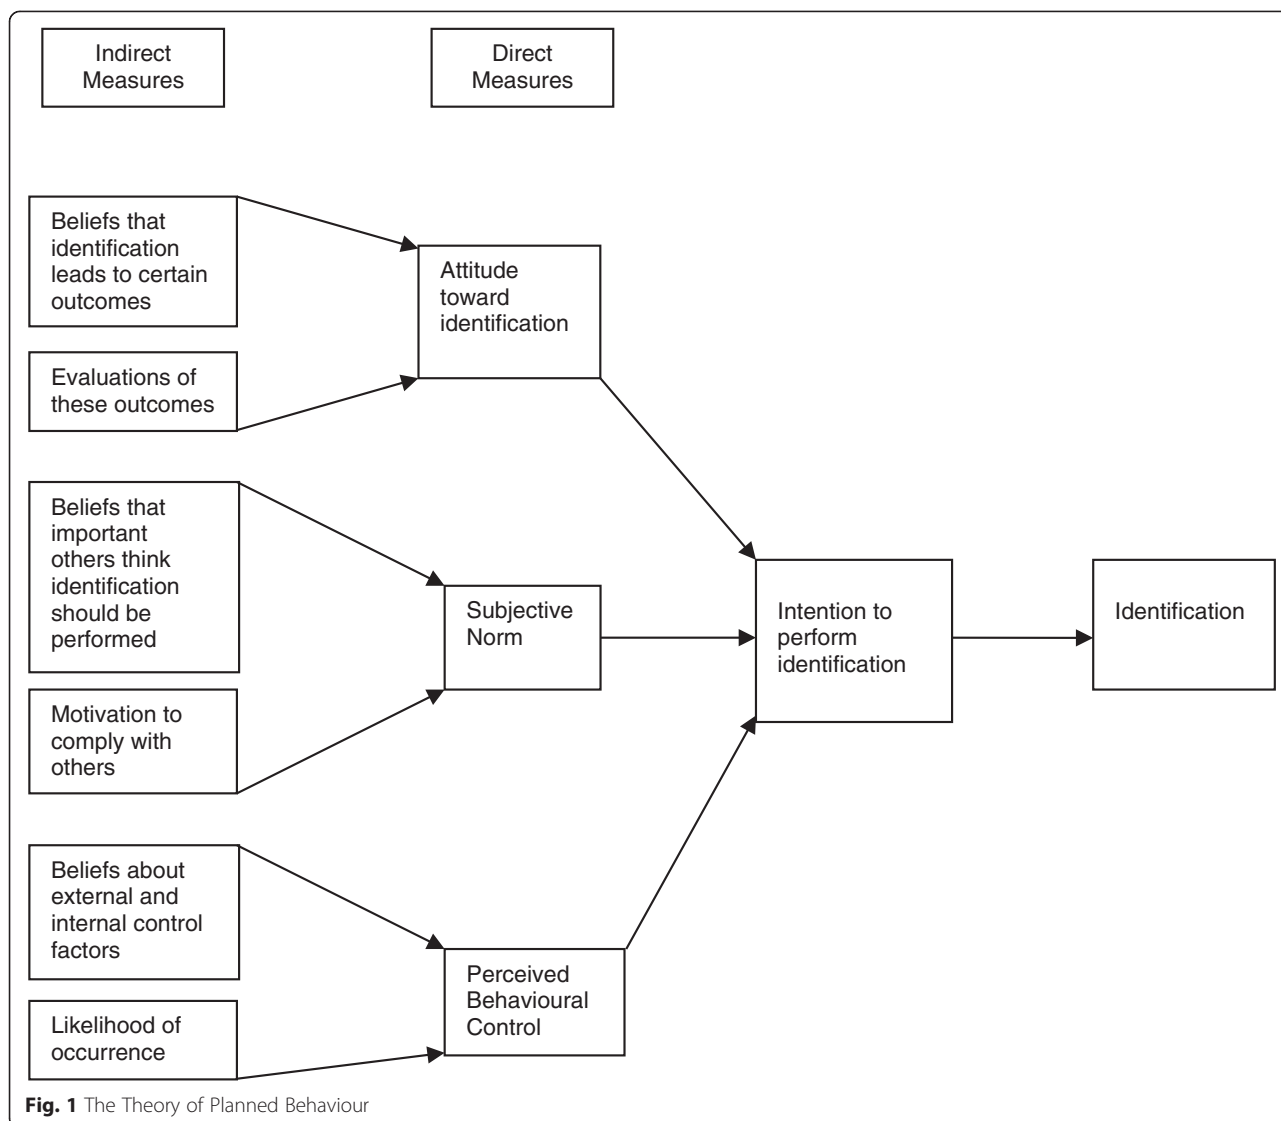 Indirect
Measures
Direct
Measures
Beliefs that
identification
leads to certain
outcomes
Evaluations of
these outcomes
Attitude
toward
identification
Beliefs that
important
others think
identification
should be
performed
Motivation to
comply with
others
Subjective
Norm
Intention to
perform
identification
Identification
Beliefs about
external and
internal control
factors
Likelihood of
occurrence
Perceived
Behavioural
Control
Fig. 1 The Theory of Planned Behaviour